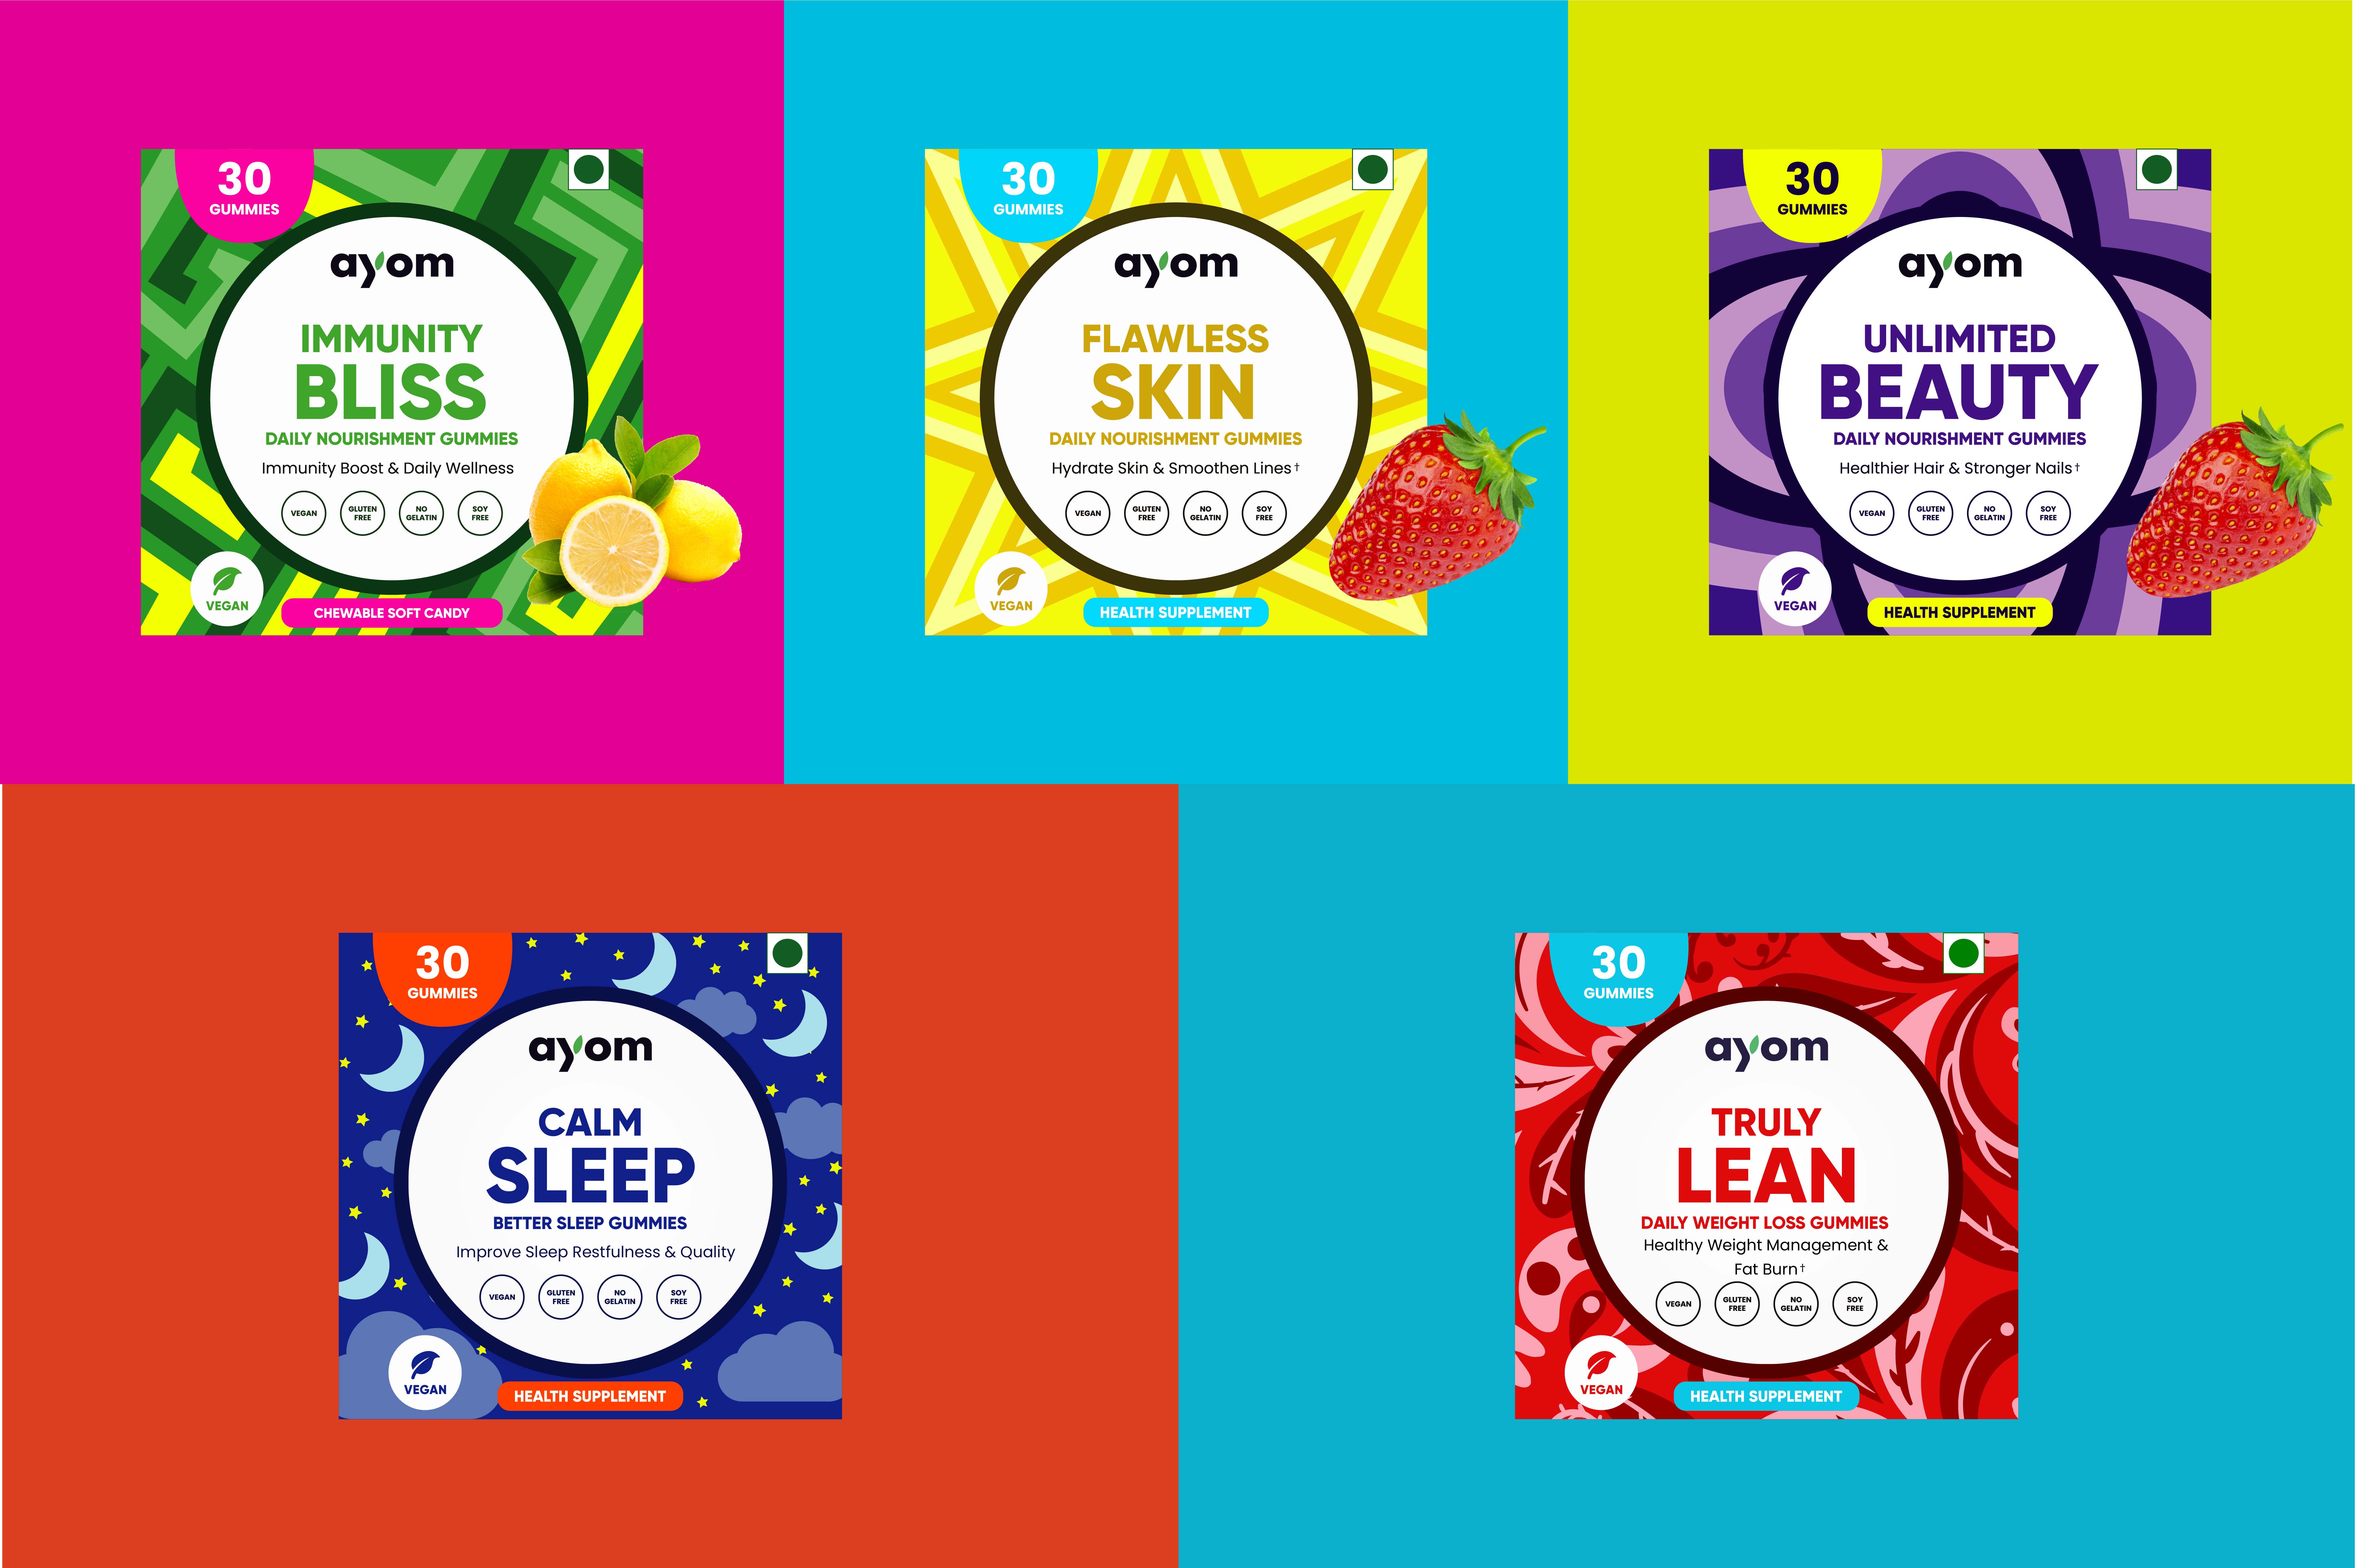 30
GUMMIES
ayom
IMMUNITY
BLISS
DAILY NOURISHMENT GUMMIES
Immunity Boost & Daily Wellness
VEGAN
GLUTEN
FREE
NO
GELATIN
SOY
FREE
VEGAN
CHEWABLE SOFT CANDY
30
GUMMIES
ayom
FLAWLESS
SKIN
DAILY NOURISHMENT GUMMIES
Hydrate Skin & Smoothen Lines†
VEGAN
GLUTEN
FREE
NO
GELATIN
SOY
FREE
VEGAN
HEALTH SUPPLEMENT
30
GUMMIES
ayom
UNLIMITED
BEAUTY
DAILY NOURISHMENT GUMMIES
Healthier Hair & Stronger Nails†
VEGAN
GLUTEN
FREE
NO
GELATIN
SOY
FREE
VEGAN
HEALTH SUPPLEMENT
30
GUMMIES
ayom
CALM
SLEEP
BETTER SLEEP GUMMIES
Improve Sleep Restfulness & Quality
VEGAN
GLUTEN
FREE
NO
GELATIN
SOY
FREE
VEGAN
HEALTH SUPPLEMENT
30
GUMMIES
ayom
TRULY
LEAN
DAILY WEIGHT LOSS GUMMIES
Healthy Weight Management &
Fat Burn†
VEGAN
GLUTEN
FREE
NO
GELATIN
SOY
FREE
VEGAN
HEALTH SUPPLEMENT